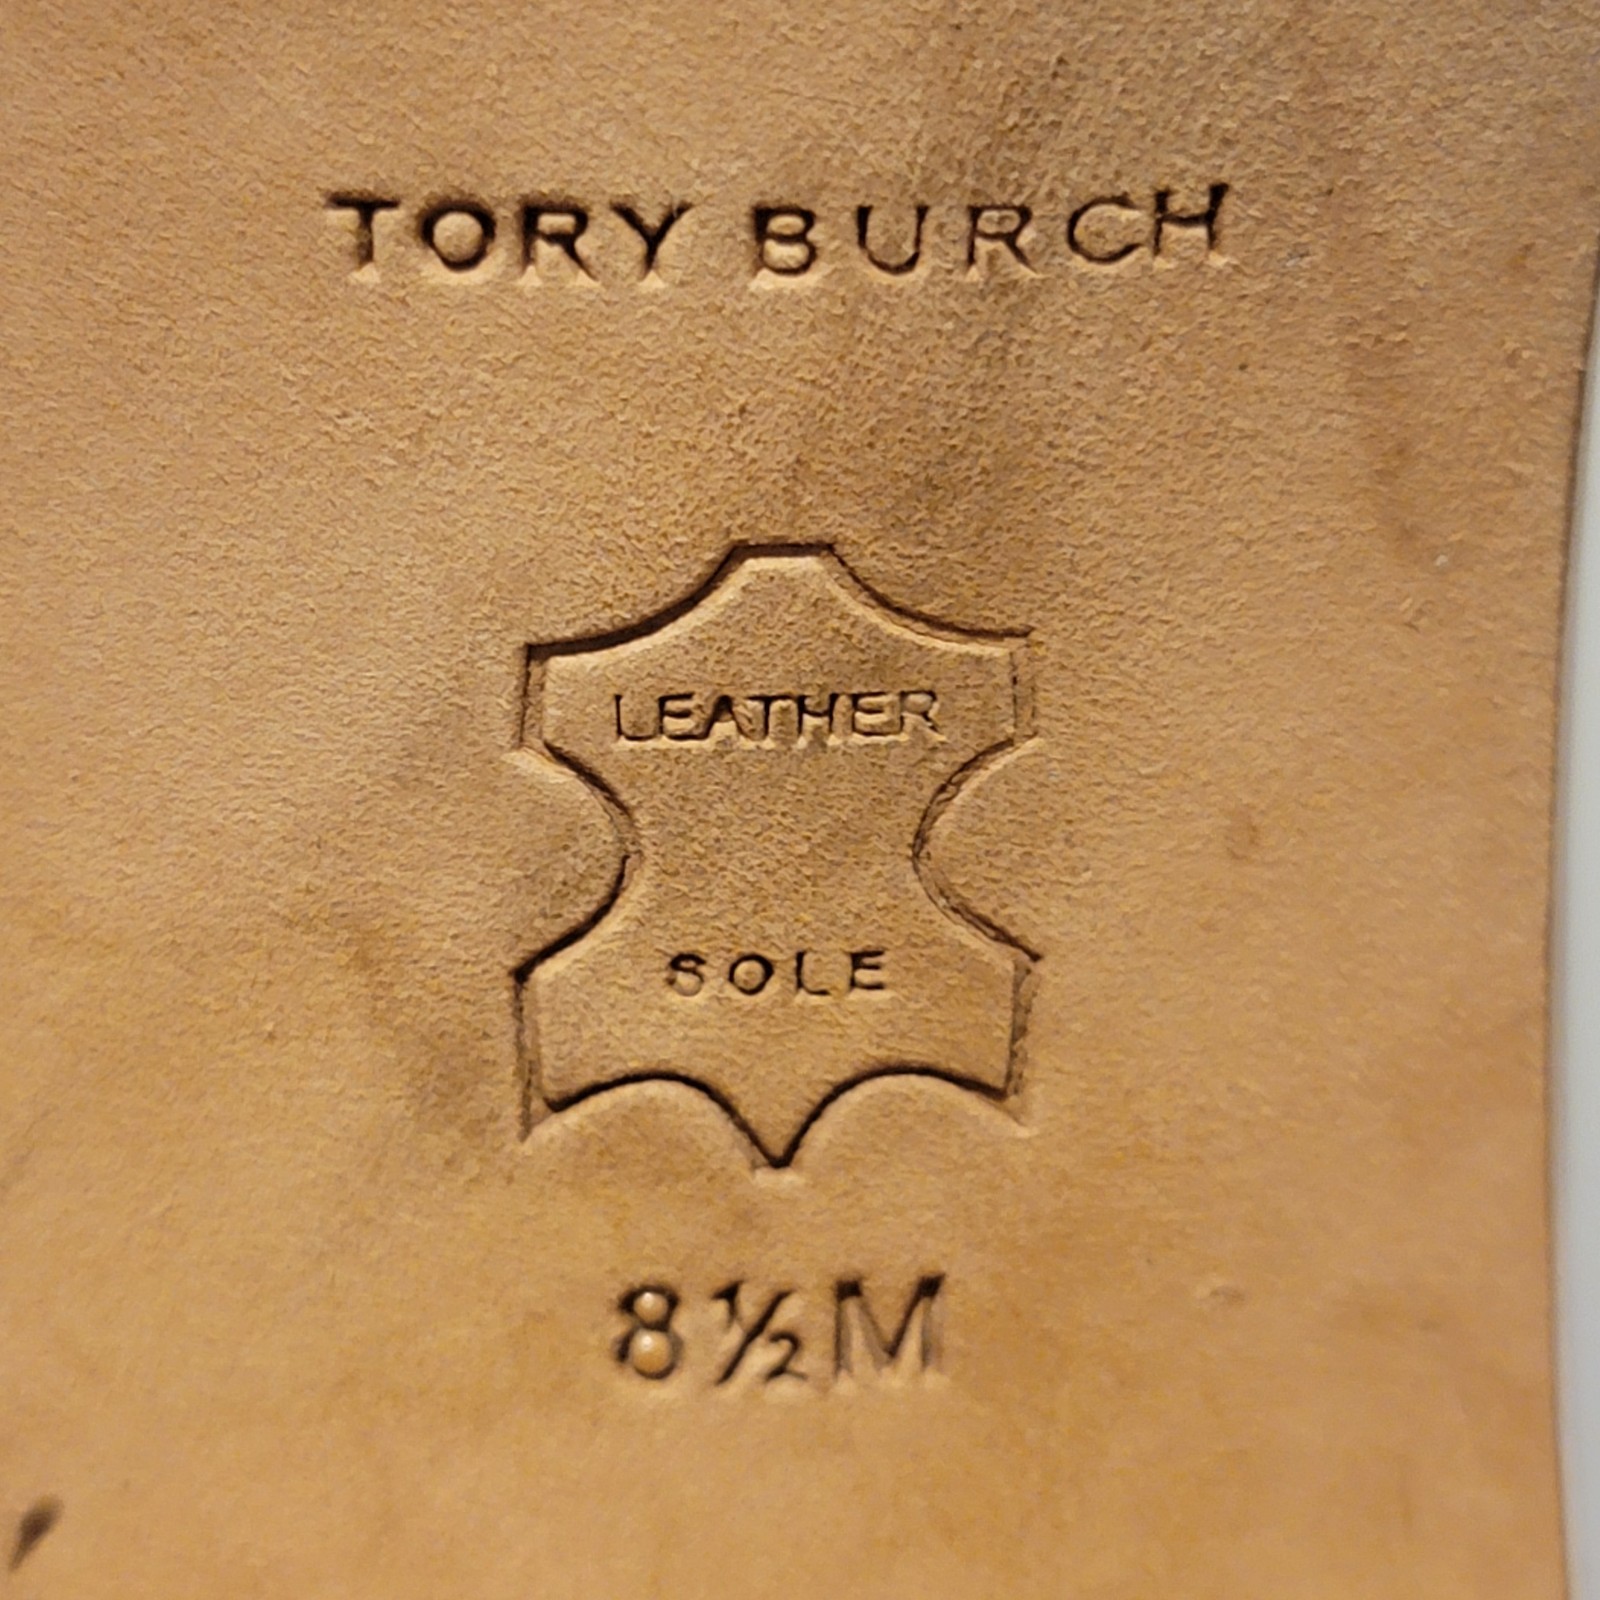 TORY BURCH
LEATHER
SOLE
8½M